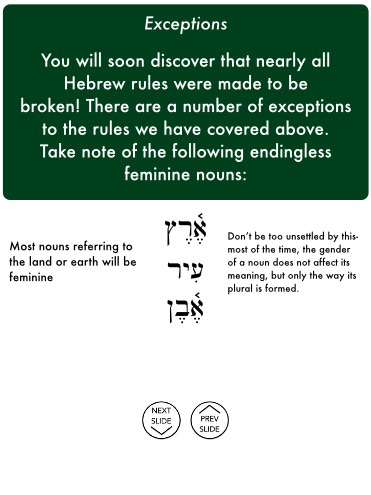 Exceptions
You will soon discover that nearly all
Hebrew rules were made to be
broken! There are a number of exceptions
to the rules we have covered above.
Take note of the following endingless
feminine nouns:
Most nouns referring to
the land or earth will be
feminine
אֶ֫רֶץ
עִיר
אֶ֫בֶן
Don't be too unsettled by this-
most of the time, the gender
of a noun does not affect its
meaning, but only the way its
plural is formed.
NEXT
SLIDE
PREV
SLIDE